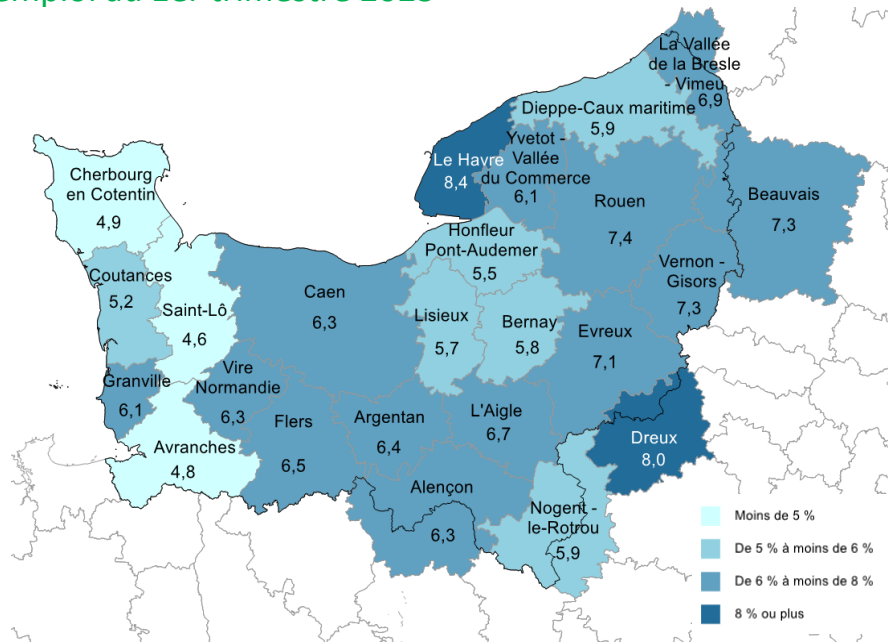 La Vallée
de la Bresle
- Vimeu
6,9
Dieppe-Caux maritime
5,9
Le Havre
8,4
Yvetot -
Vallée
du Commerce
6,1
Cherbourg
en Cotentin
4,9
Rouen
7,4
Beauvais
7,3
Honfleur
Pont-Audemer
5,5
Coutances
5,2
Vernon -
Gisors
7,3
Saint-Lô
4,6
Caen
6,3
Lisieux
5,7
Bernay
5,8
Evreux
7,1
Granville
6,1
Vire
Normandie
6,3
Flers
6,5
Argentan
6,4
L'Aigle
6,7
Dreux
8,0
Avranches
4,8
Alençon
6,3
Nogent -
le-Rotrou
5,9
Moins de 5 %
De 5 % à moins de 6 %
De 6 % à moins de 8 %
8 % ou plus